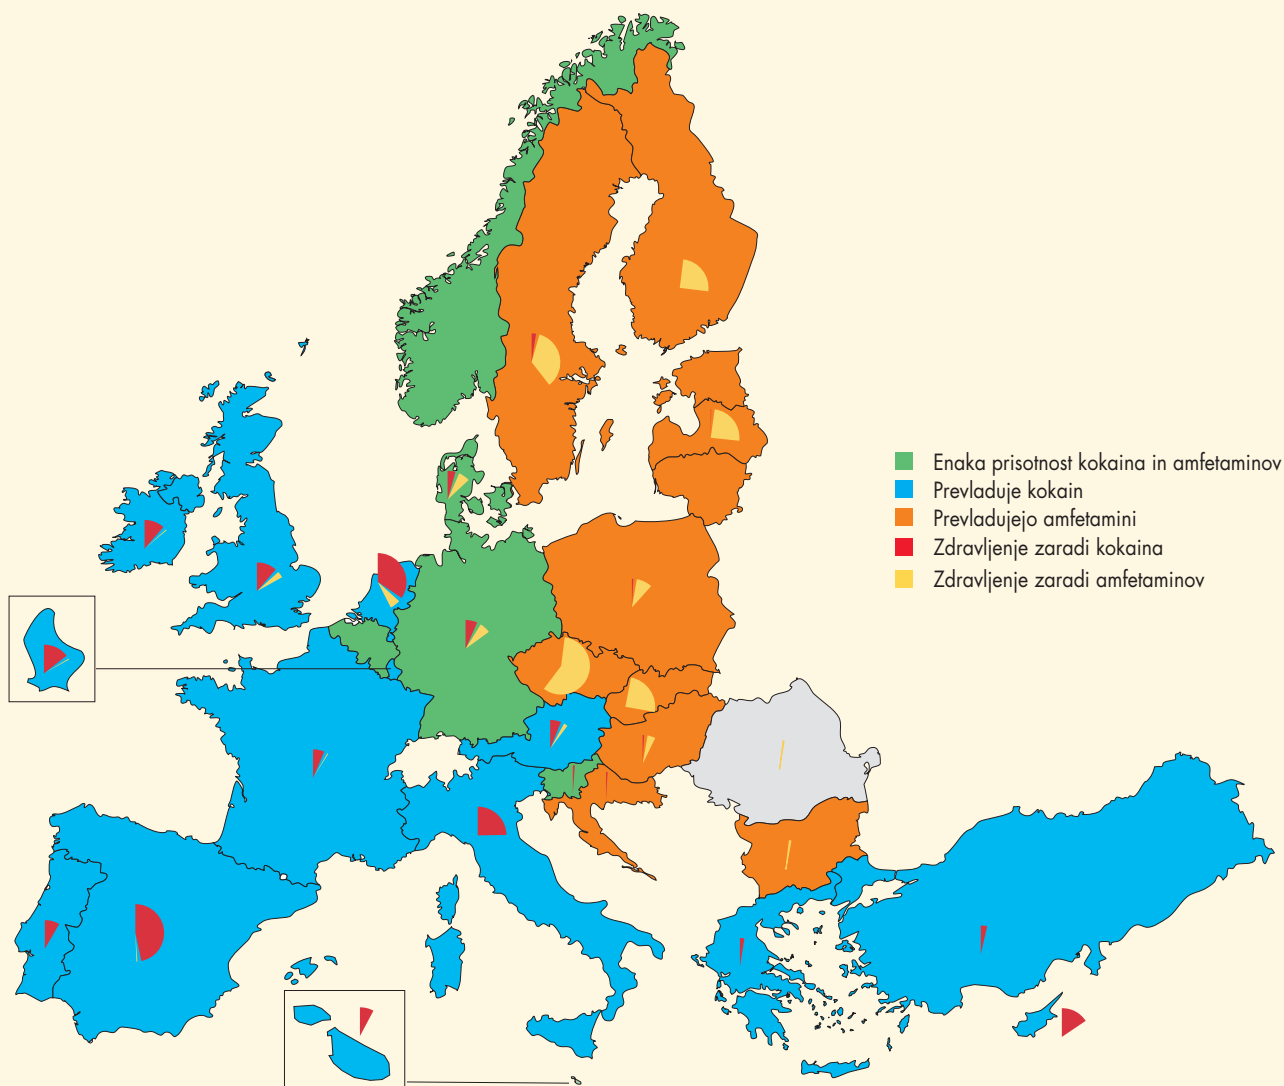 Enaka prisotnost kokaina in amfetaminov
Prevladuje kokain
Prevladujejo amfetamini
Zdravljenje zaradi kokaina
Zdravljenje zaradi amfetaminov